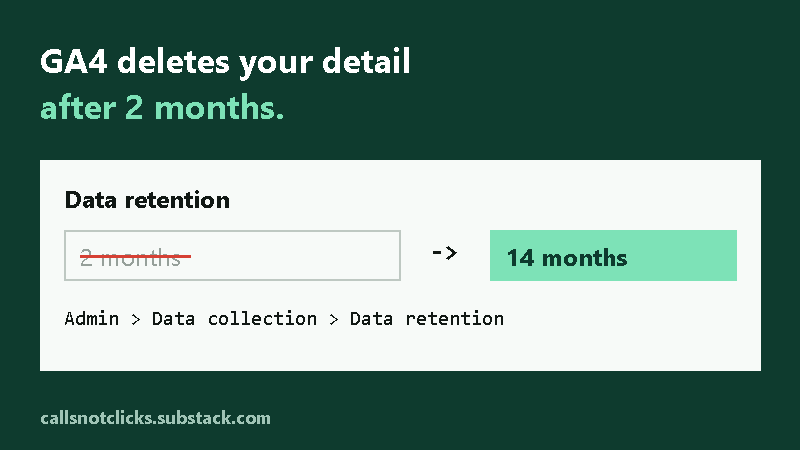 GA4 deletes your detail
after 2 months.
Data retention
2 months
->
14 months
Admin > Data collection > Data retention
callsnotclicks.substack.com